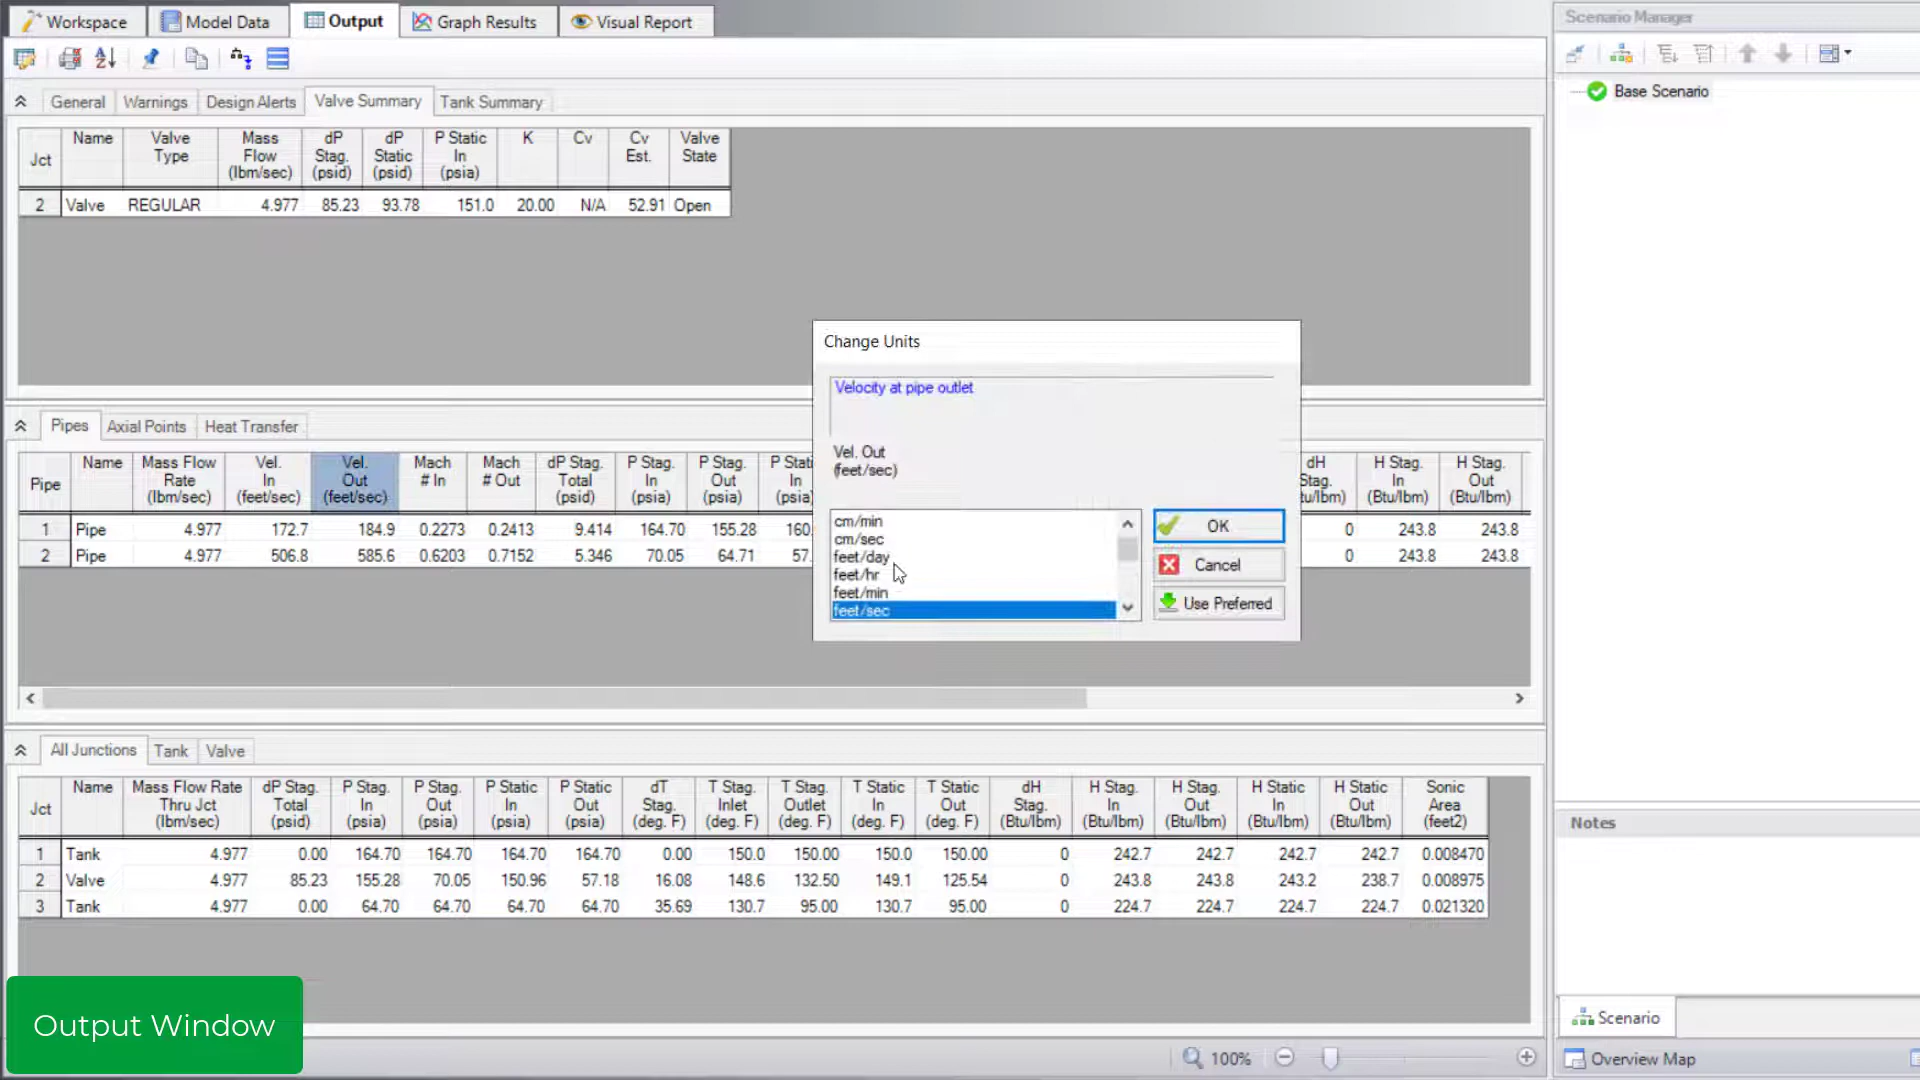 Workspace Model Data Output Graph Results Visual Report
General Warnings Design Alerts Valve Summary Tank Summary
Jct Name Valve Type Mass Flow (lbm/sec) dP Stag. (psid) dP Static (psid) P Static In (psia) K Cv Cv Est. Valve State
2 Valve REGULAR 4.977 85.23 93.78 151.0 20.00 N/A 52.91 Open
Change Units
Velocity at pipe outlet
Vel. Out
(feet/sec)
cm/min
cm/sec
feet/day
feet/hr
feet/min
feet/sec
OK
Cancel
Use Preferred
Pipes Axial Points Heat Transfer
Pipe Name Mass Flow Rate (lbm/sec) Vel. In (feet/sec) Vel. Out (feet/sec) Mach # In Mach # Out dP Stag. Total (psid) P Stag. In (psia) P Stag. Out (psia) P Stati In (psia dH Stag. tu/lbm) H Stag. In (Btu/lbm) H Stag. Out (Btu/lbm)
1 Pipe 4.977 172.7 184.9 0.2273 0.2413 9.414 164.70 155.28 160. 0 243.8 243.8
2 Pipe 4.977 506.8 585.6 0.6203 0.7152 5.346 70.05 64.71 57. 0 243.8 243.8
All Junctions Tank Valve
Jct Name Mass Flow Rate Thru Jct (lbm/sec) dP Stag. Total (psid) P Stag. In (psia) P Stag. Out (psia) P Static In (psia) P Static Out (psia) dT Stag. (deg. F) T Stag. Inlet (deg. F) T Stag. Outlet (deg. F) T Static In (deg. F) T Static Out (deg. F) dH Stag. (Btu/lbm) H Stag. In (Btu/lbm) H Stag. Out (Btu/lbm) H Static In (Btu/lbm) H Static Out (Btu/lbm) Sonic Area (feet2)
1 Tank 4.977 0.00 164.70 164.70 164.70 164.70 0.00 150.0 150.00 150.0 150.00 0 242.7 242.7 242.7 242.7 0.008470
2 Valve 4.977 85.23 155.28 70.05 150.96 57.18 16.08 148.6 132.50 149.1 125.54 0 243.8 243.8 243.2 238.7 0.008975
3 Tank 4.977 0.00 64.70 64.70 64.70 64.70 35.69 130.7 95.00 130.7 95.00 0 224.7 224.7 224.7 224.7 0.021320
Output Window
100%
Scenario Manager
Base Scenario
Notes
Scenario
Overview Map